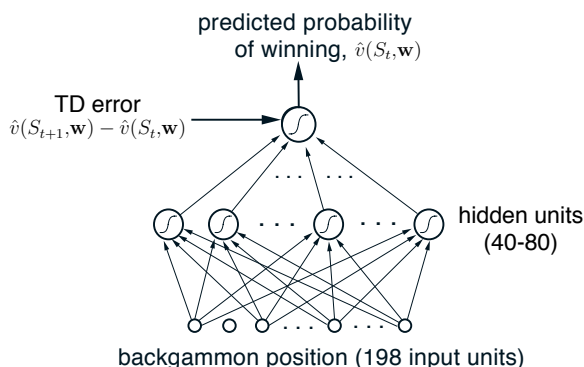 predicted probability
of winning, v̂(S_t,w)
TD error
v̂(S_{t+1},w) − v̂(S_t,w)
. . . . . .
. . . . . .
hidden units
(40-80)
. . . . . .
backgammon position (198 input units)